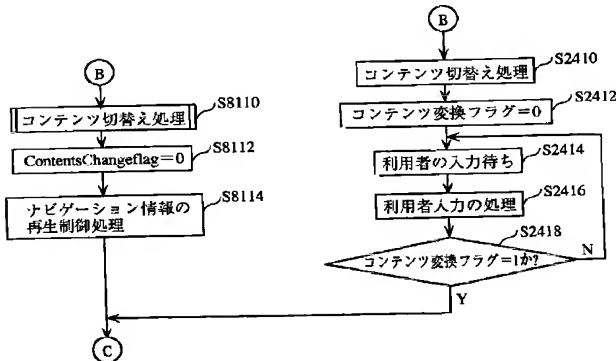 B
コンテンツ切替え処理
S8110
ContentsChangeflag=0
S8112
ナビゲーション情報の
再生制御処理
S8114
B
コンテンツ切替え処理
S2410
コンテンツ変換フラグ=0
S2412
利用者の入力待ち
S2414
利用者入力の処理
S2416
コンテンツ変換フラグ=1か?
S2418
N
Y
C